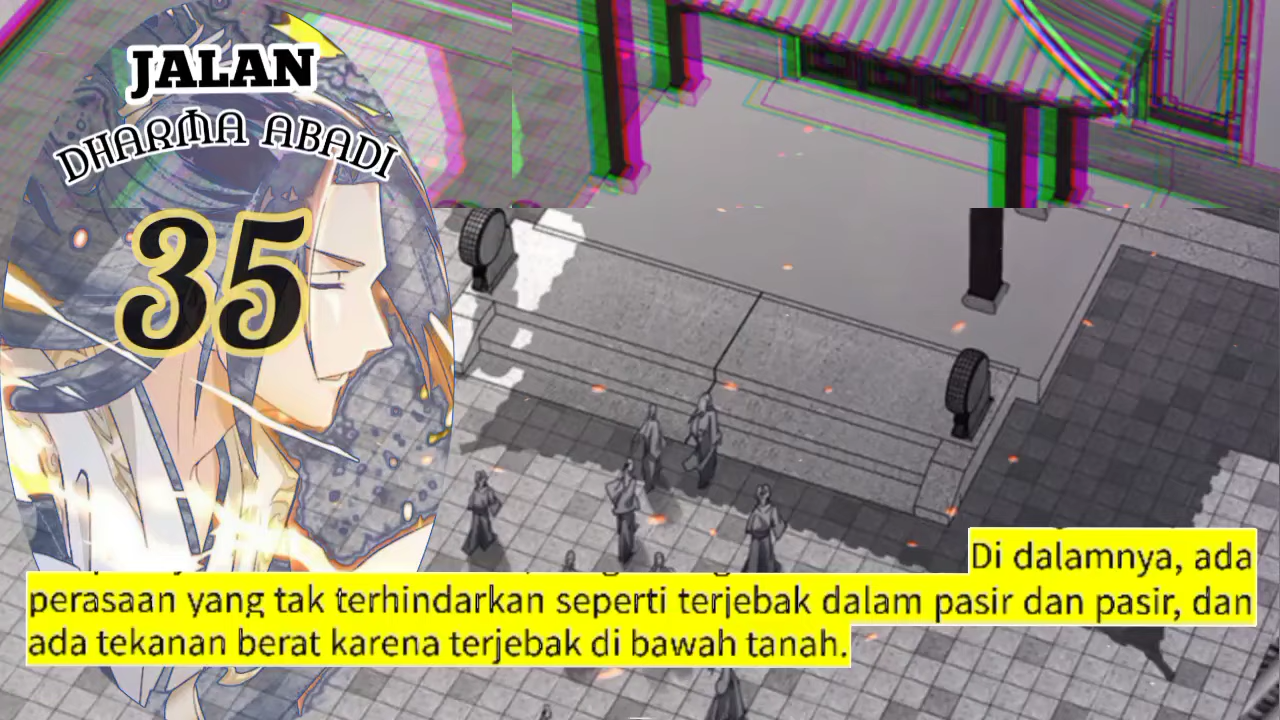 JALAN
DHARMA ABADI
35
Di dalamnya, ada
perasaan yang tak terhindarkan seperti terjebak dalam pasir dan pasir, dan
ada tekanan berat karena terjebak di bawah tanah.